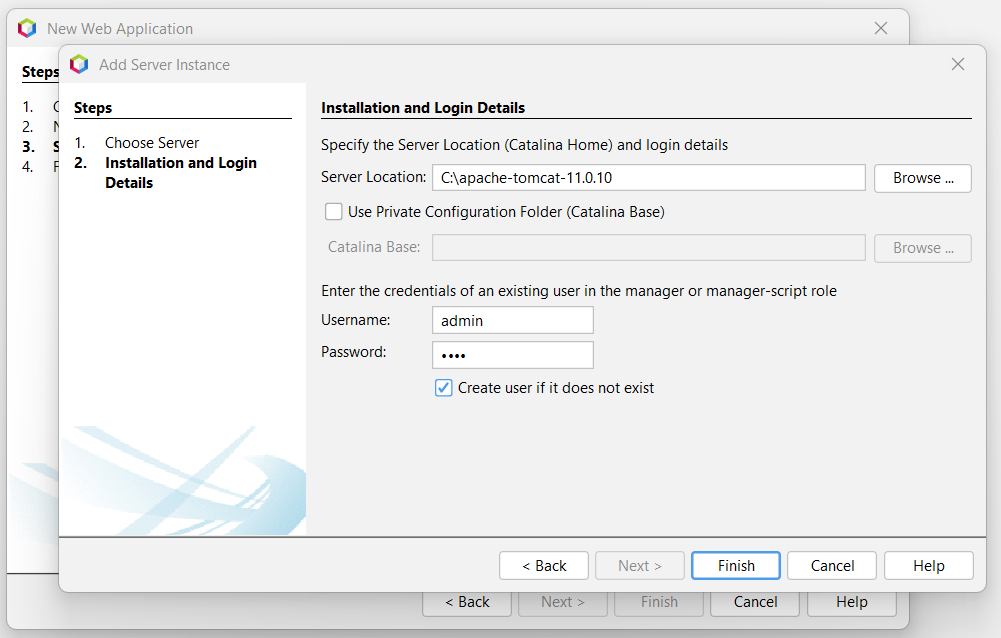 New Web Application
Steps
1.
2.
3.
4.
Add Server Instance
Steps
1. Choose Server
2. Installation and Login
Details
Installation and Login Details
Specify the Server Location (Catalina Home) and login details
Server Location: C:\apache-tomcat-11.0.10 Browse ...
Use Private Configuration Folder (Catalina Base)
Catalina Base: Browse ...
Enter the credentials of an existing user in the manager or manager-script role
Username: admin
Password: ••••
Create user if it does not exist
< Back Next > Finish Cancel Help
< Back Next > Finish Cancel Help